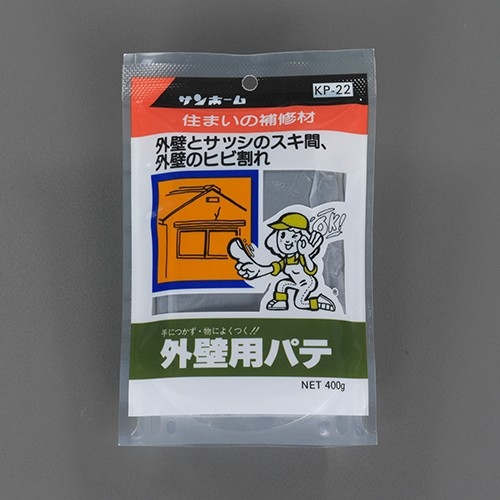 サンホーム
KP-22
住まいの補修材
外壁とサッシのスキ間、
外壁のヒビ割れ
OK!
手につかず・物によくつく!!
外壁用パテ
NET 400g